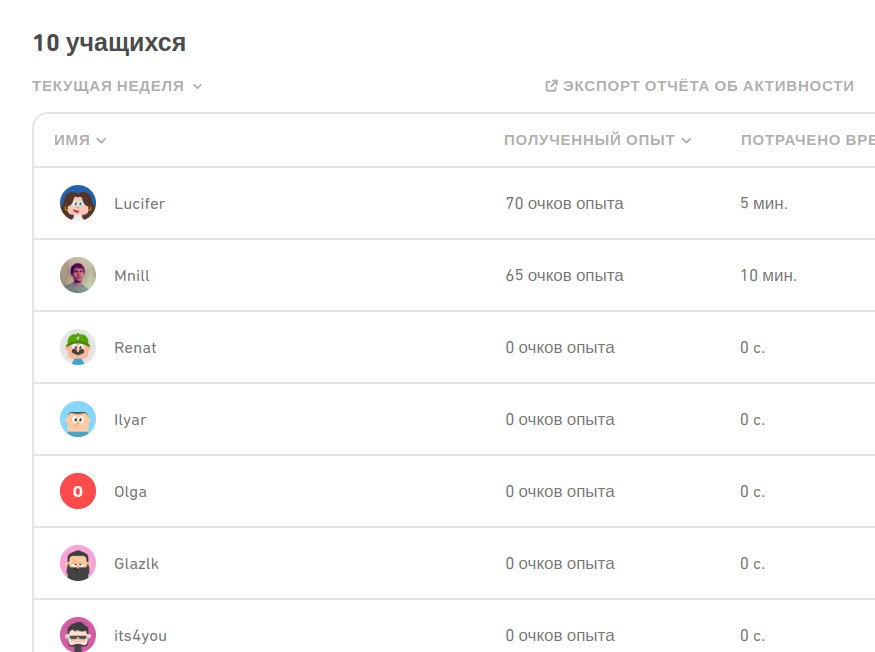 10 учащихся
ТЕКУЩАЯ НЕДЕЛЯ ЭКСПОРТ ОТЧЁТА ОБ АКТИВНОСТИ
ИМЯ ПОЛУЧЕННЫЙ ОПЫТ ПОТРАЧЕНО ВРЕ
Lucifer 70 очков опыта 5 мин.
Mnill 65 очков опыта 10 мин.
Renat 0 очков опыта 0 с.
Ilyar 0 очков опыта 0 с.
O Olga 0 очков опыта 0 с.
Glazlk 0 очков опыта 0 с.
its4you 0 очков опыта 0 с.